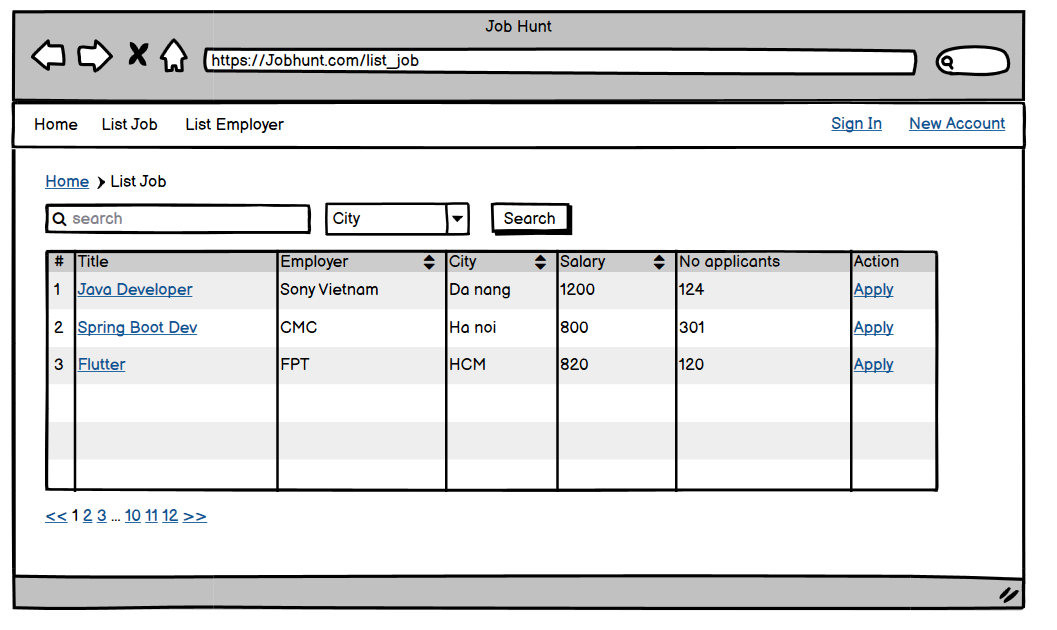 Job Hunt
https://Jobhunt.com/list_job
Home List Job List Employer Sign In New Account
Home List Job
search City Search
# Title Employer City Salary No applicants Action
1 Java Developer Sony Vietnam Da nang 1200 124 Apply
2 Spring Boot Dev CMC Ha noi 800 301 Apply
3 Flutter FPT HCM 820 120 Apply
<< 1 2 3 ... 10 11 12 >>